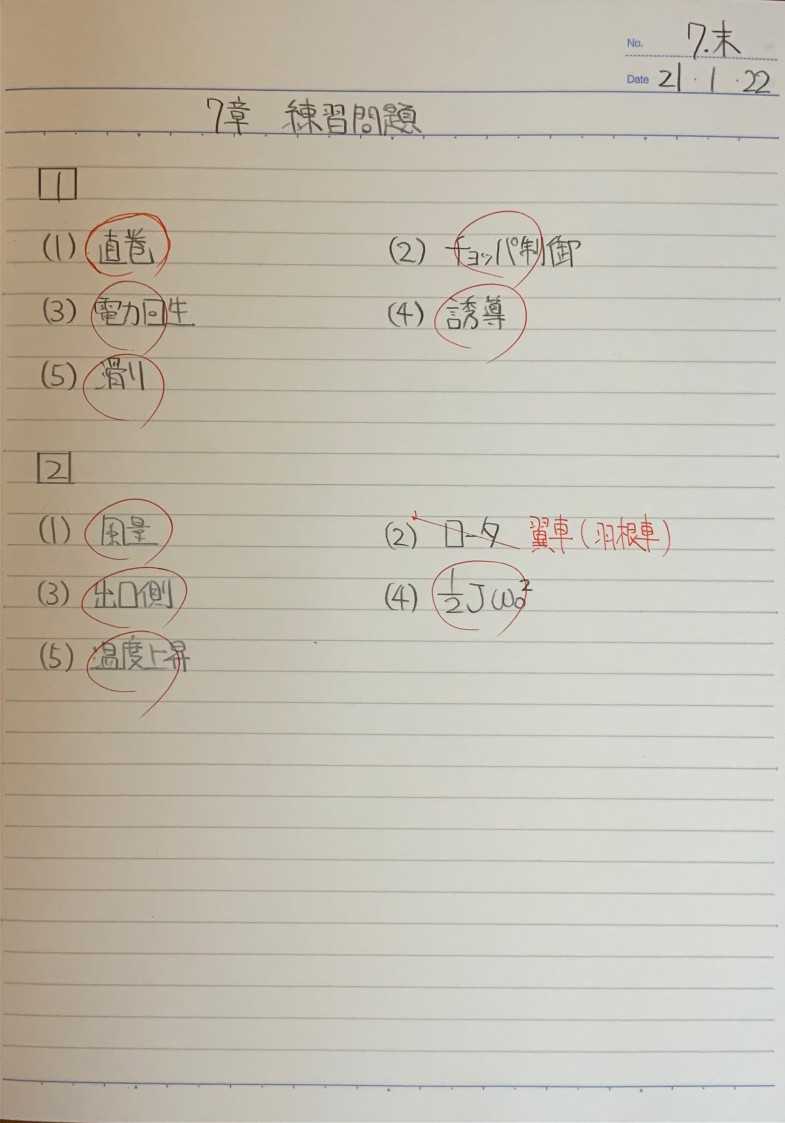 No. 7.末
Date 21・1・22
7章 練習問題
1
(1) 直巻 (2) チョッパ制御
(3) 電力回生 (4) 誘導
(5) 滑り
2
(1) 風量 (2) ロータ 翼車(羽根車)
(3) 出口側 (4) 1/2 Jω₀²
(5) 温度上昇